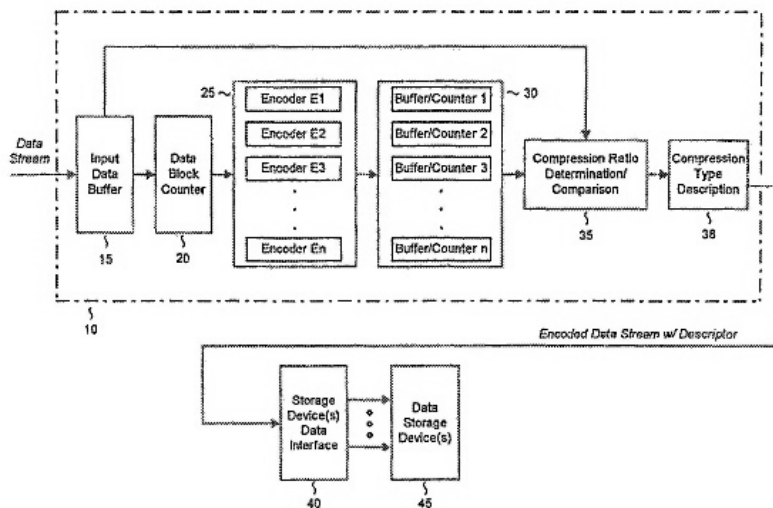 Data
Stream
Input
Data
Buffer
15
Data
Block
Counter
20
25
Encoder E1
Encoder E2
Encoder E3
Encoder En
30
Buffer/Counter 1
Buffer/Counter 2
Buffer/Counter 3
Buffer/Counter n
Compression Ratio
Determination/
Comparison
35
Compression
Type
Description
38
10
Encoded Data Stream w/ Descriptor
Storage
Device(s)
Data
Interface
40
Data
Storage
Device(s)
45